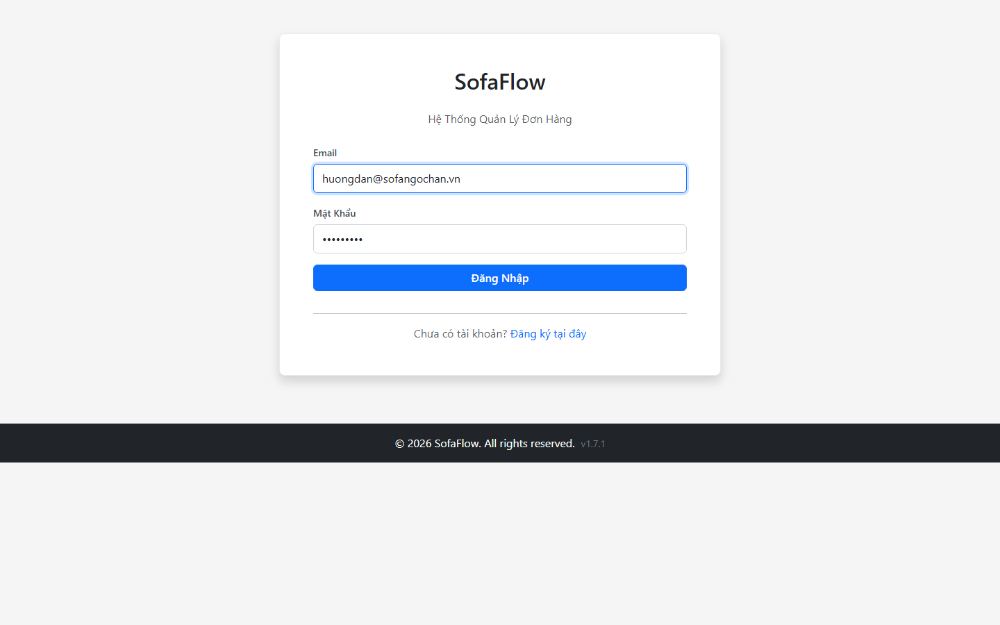 SofaFlow
Hệ Thống Quản Lý Đơn Hàng
Email
huongdan@sofangochan.vn
Mật Khẩu
•••••••••
Đăng Nhập
Chưa có tài khoản? Đăng ký tại đây
© 2026 SofaFlow. All rights reserved. v1.7.1